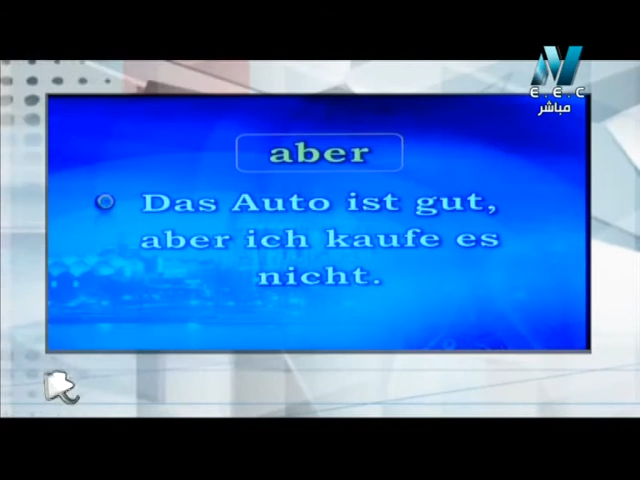 E.E.C
مباشر
aber
Das Auto ist gut,
aber ich kaufe es
nicht.